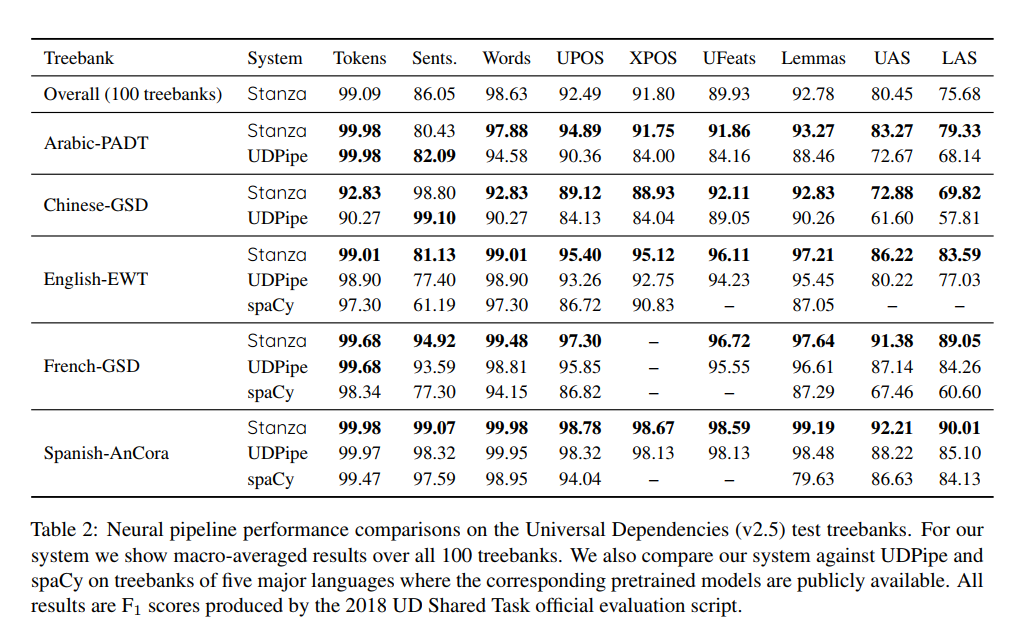 Treebank System Tokens Sents. Words UPOS XPOS UFeats Lemmas UAS LAS
Overall (100 treebanks) Stanza 99.09 86.05 98.63 92.49 91.80 89.93 92.78 80.45 75.68
Arabic-PADT Stanza 99.98 80.43 97.88 94.89 91.75 91.86 93.27 83.27 79.33
UDPipe 99.98 82.09 94.58 90.36 84.00 84.16 88.46 72.67 68.14
Chinese-GSD Stanza 92.83 98.80 92.83 89.12 88.93 92.11 92.83 72.88 69.82
UDPipe 90.27 99.10 90.27 84.13 84.04 89.05 90.26 61.60 57.81
English-EWT Stanza 99.01 81.13 99.01 95.40 95.12 96.11 97.21 86.22 83.59
UDPipe 98.90 77.40 98.90 93.26 92.75 94.23 95.45 80.22 77.03
spaCy 97.30 61.19 97.30 86.72 90.83 – 87.05 – –
French-GSD Stanza 99.68 94.92 99.48 97.30 – 96.72 97.64 91.38 89.05
UDPipe 99.68 93.59 98.81 95.85 – 95.55 96.61 87.14 84.26
spaCy 98.34 77.30 94.15 86.82 – – 87.29 67.46 60.60
Spanish-AnCora Stanza 99.98 99.07 99.98 98.78 98.67 98.59 99.19 92.21 90.01
UDPipe 99.97 98.32 99.95 98.32 98.13 98.13 98.48 88.22 85.10
spaCy 99.47 97.59 98.95 94.04 – – 79.63 86.63 84.13
Table 2: Neural pipeline performance comparisons on the Universal Dependencies (v2.5) test treebanks. For our
system we show macro-averaged results over all 100 treebanks. We also compare our system against UDPipe and
spaCy on treebanks of five major languages where the corresponding pretrained models are publicly available. All
results are F₁ scores produced by the 2018 UD Shared Task official evaluation script.